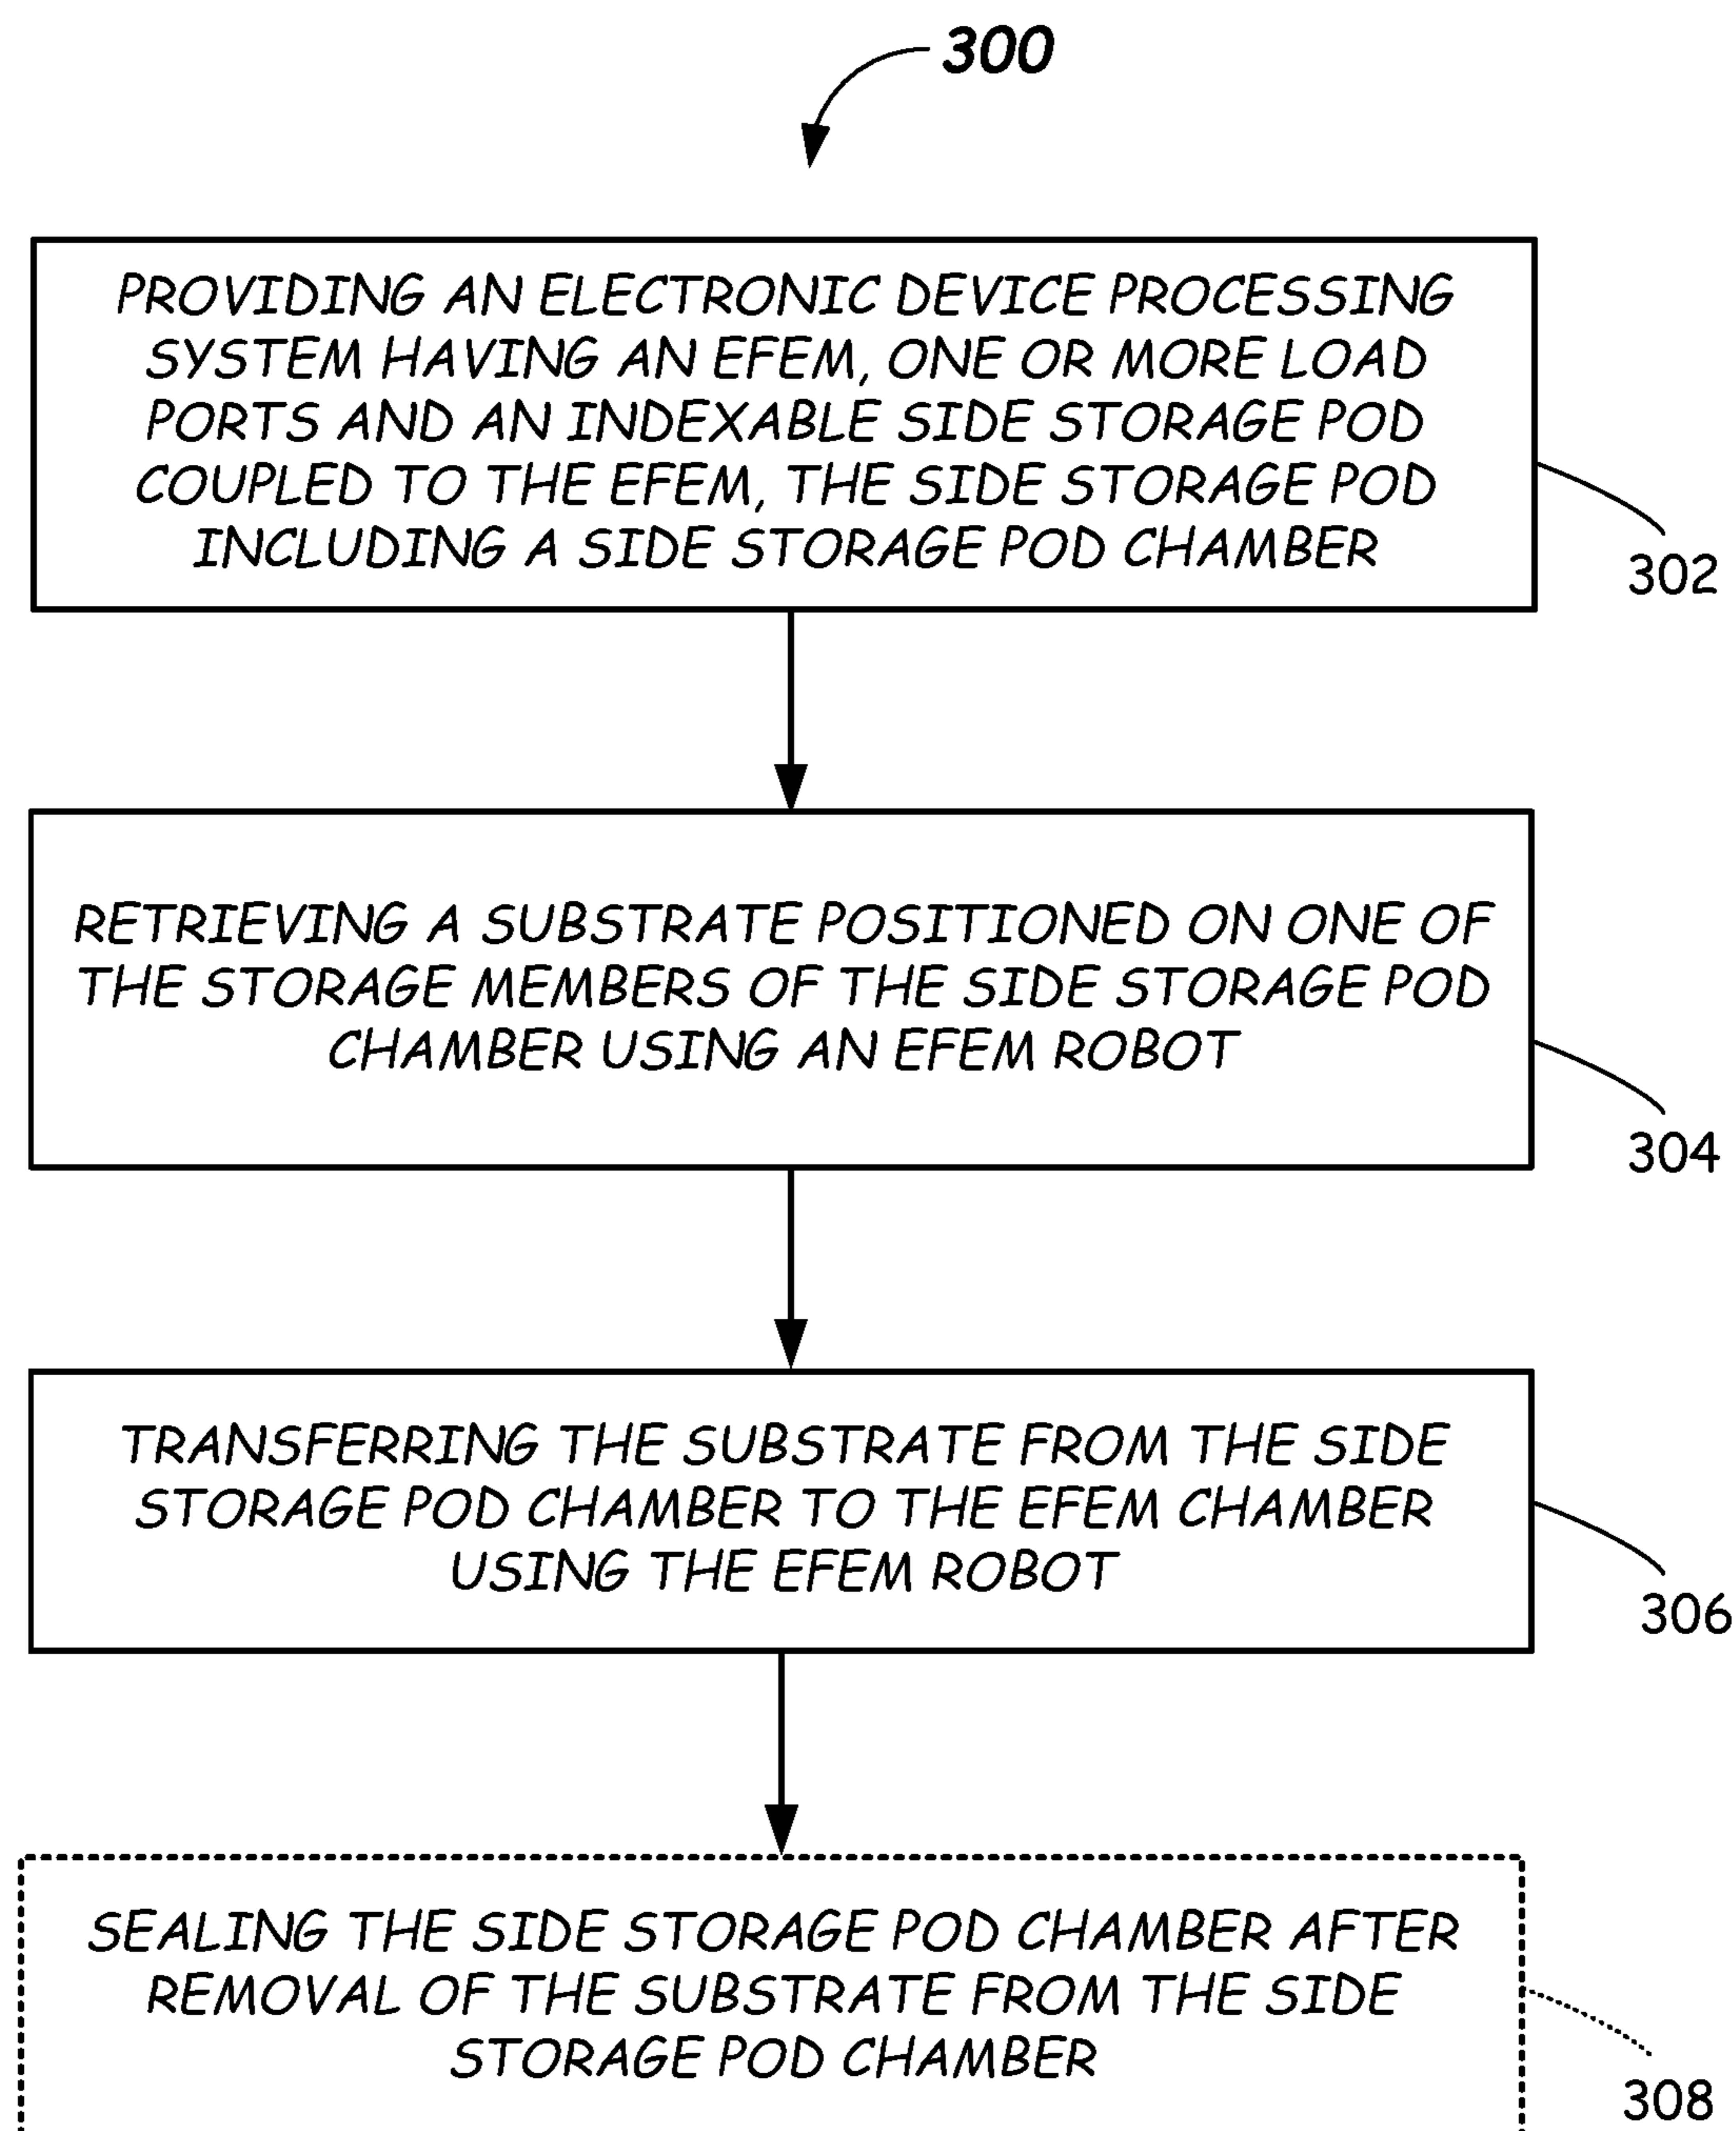 300
PROVIDING AN ELECTRONIC DEVICE PROCESSING
SYSTEM HAVING AN EFEM, ONE OR MORE LOAD
PORTS AND AN INDEXABLE SIDE STORAGE POD
COUPLED TO THE EFEM, THE SIDE STORAGE POD
INCLUDING A SIDE STORAGE POD CHAMBER
302
RETRIEVING A SUBSTRATE POSITIONED ON ONE OF
THE STORAGE MEMBERS OF THE SIDE STORAGE POD
CHAMBER USING AN EFEM ROBOT
304
TRANSFERRING THE SUBSTRATE FROM THE SIDE
STORAGE POD CHAMBER TO THE EFEM CHAMBER
USING THE EFEM ROBOT
306
SEALING THE SIDE STORAGE POD CHAMBER AFTER
REMOVAL OF THE SUBSTRATE FROM THE SIDE
STORAGE POD CHAMBER
308